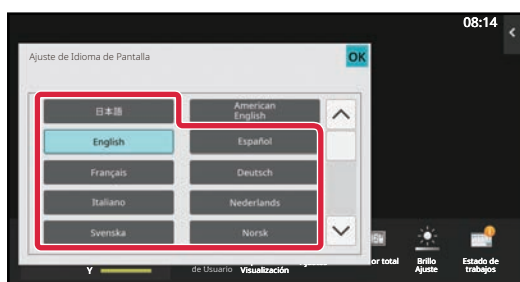 08:14
Ajuste de Idioma de Pantalla
OK
日本語
American
English
English
Español
Français
Deutsch
Italiano
Nederlands
Svenska
Norsk
or total
Brillo
Ajuste
Estado de
trabajos
Y
de Usuario
Visualización